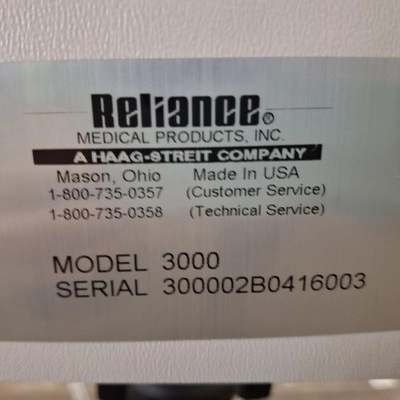 Reliance®
MEDICAL PRODUCTS, INC.
A HAAG-STREIT COMPANY
Mason, Ohio Made In USA
1-800-735-0357 (Customer Service)
1-800-735-0358 (Technical Service)
MODEL 3000
SERIAL 300002B0416003